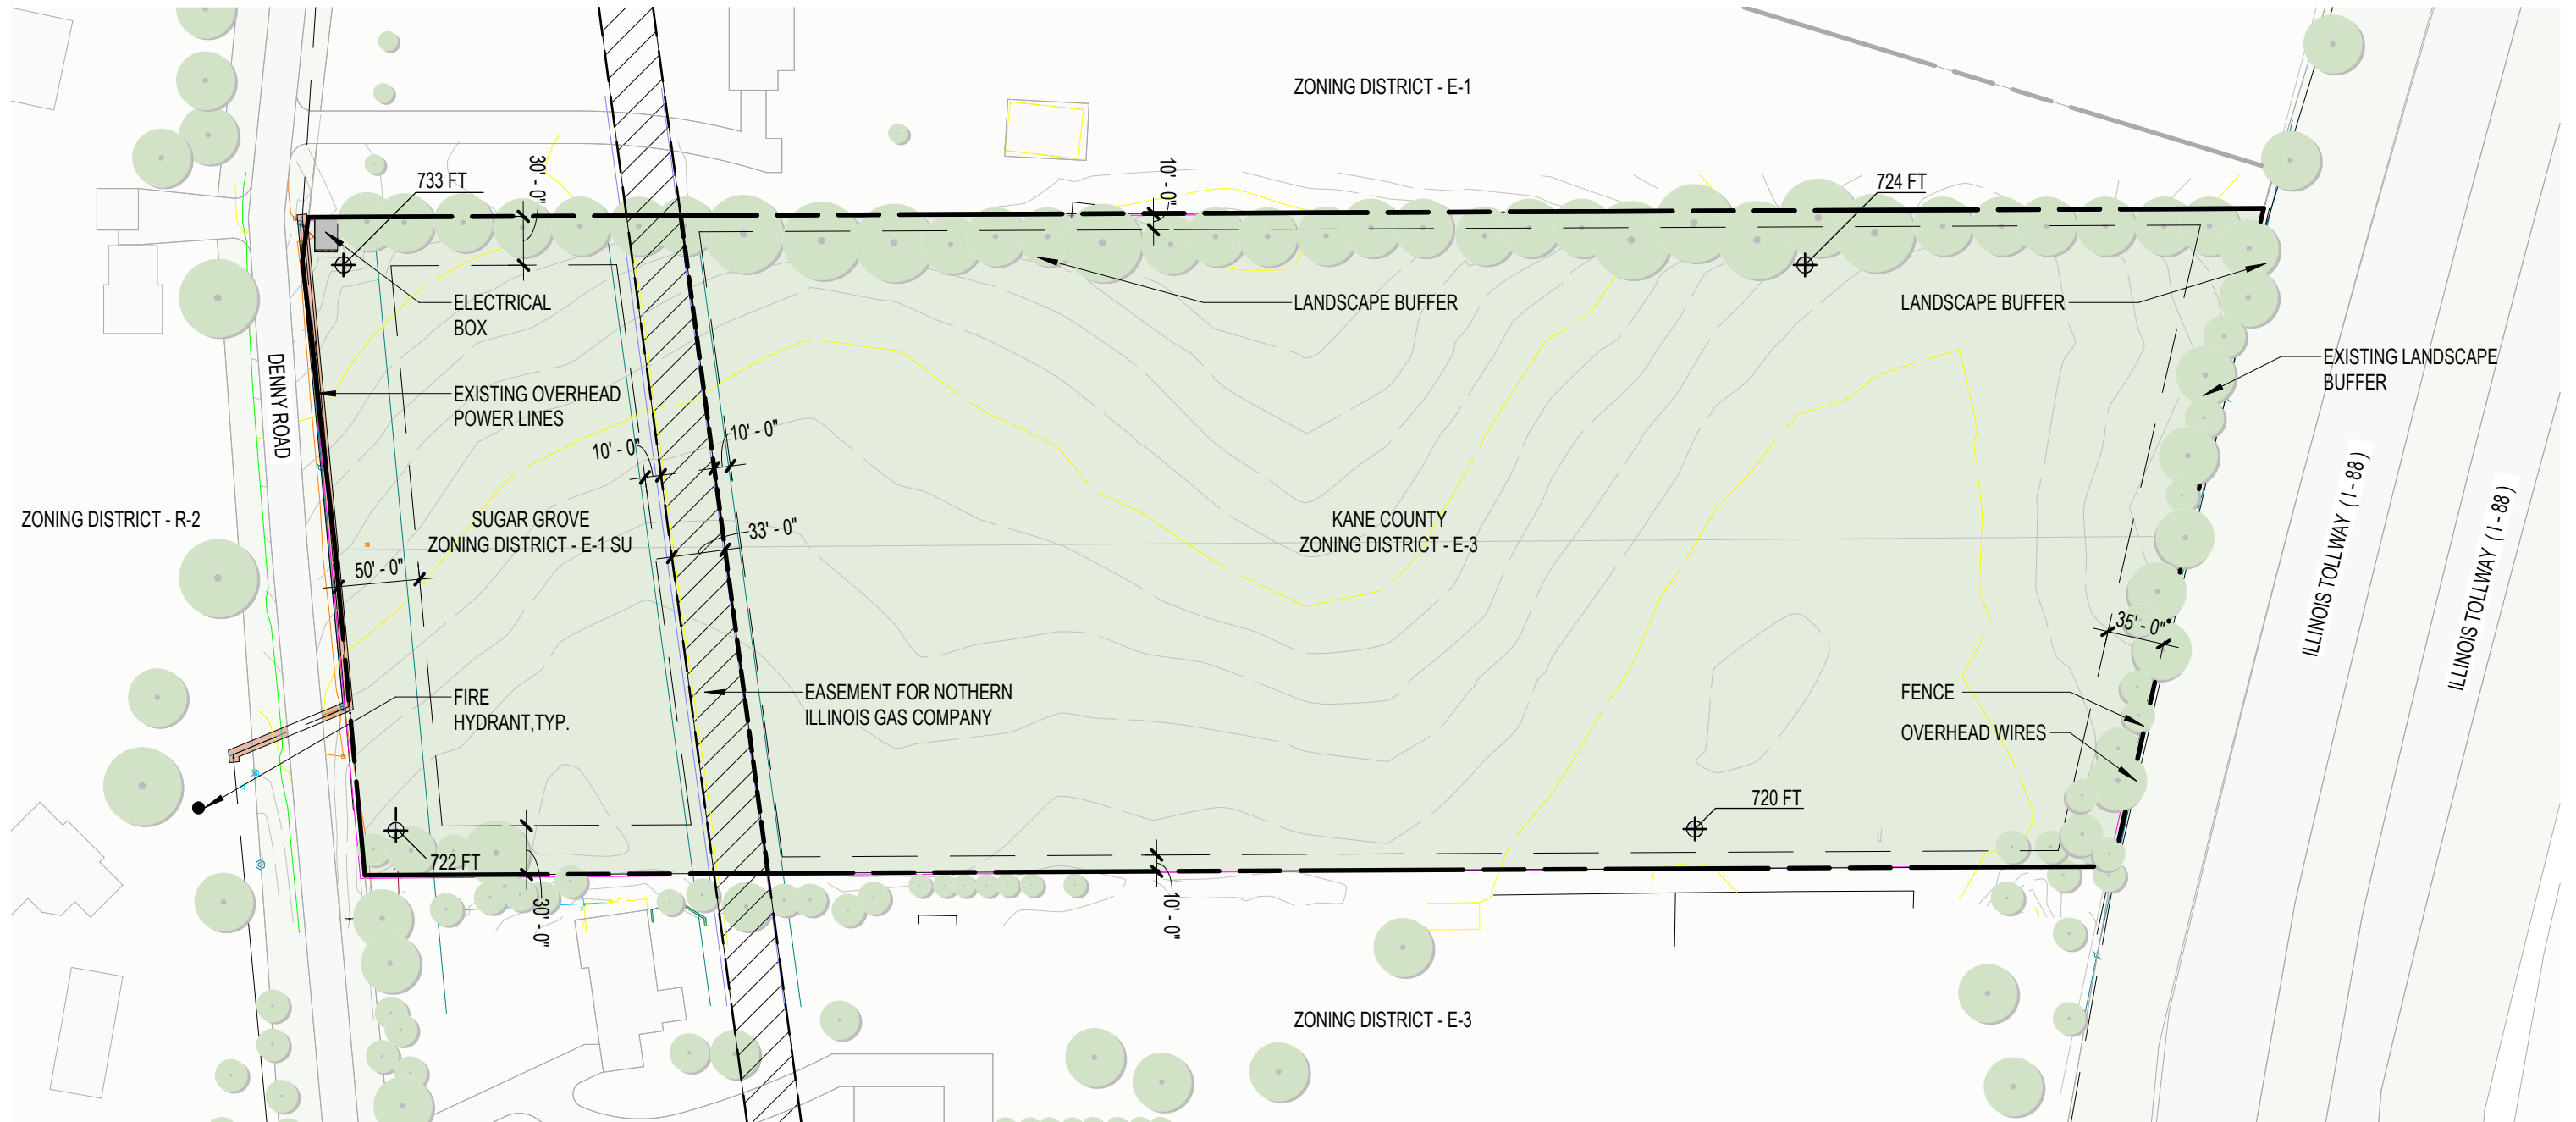 ZONING DISTRICT - E-1
30' - 0"
10' - 0"
733 FT
724 FT
ELECTRICAL
BOX
LANDSCAPE BUFFER
LANDSCAPE BUFFER
EXISTING LANDSCAPE
BUFFER
DENNY ROAD
EXISTING OVERHEAD
POWER LINES
10' - 0"
10' - 0"
ZONING DISTRICT - R-2
SUGAR GROVE
ZONING DISTRICT - E-1 SU
33' - 0"
KANE COUNTY
ZONING DISTRICT - E-3
ILLINOIS TOLLWAY ( I - 88 )
ILLINOIS TOLLWAY ( I - 88 )
50' - 0"
35' - 0"
FIRE
HYDRANT,TYP.
EASEMENT FOR NOTHERN
ILLINOIS GAS COMPANY
FENCE
OVERHEAD WIRES
720 FT
722 FT
30' - 0"
10' - 0"
ZONING DISTRICT - E-3